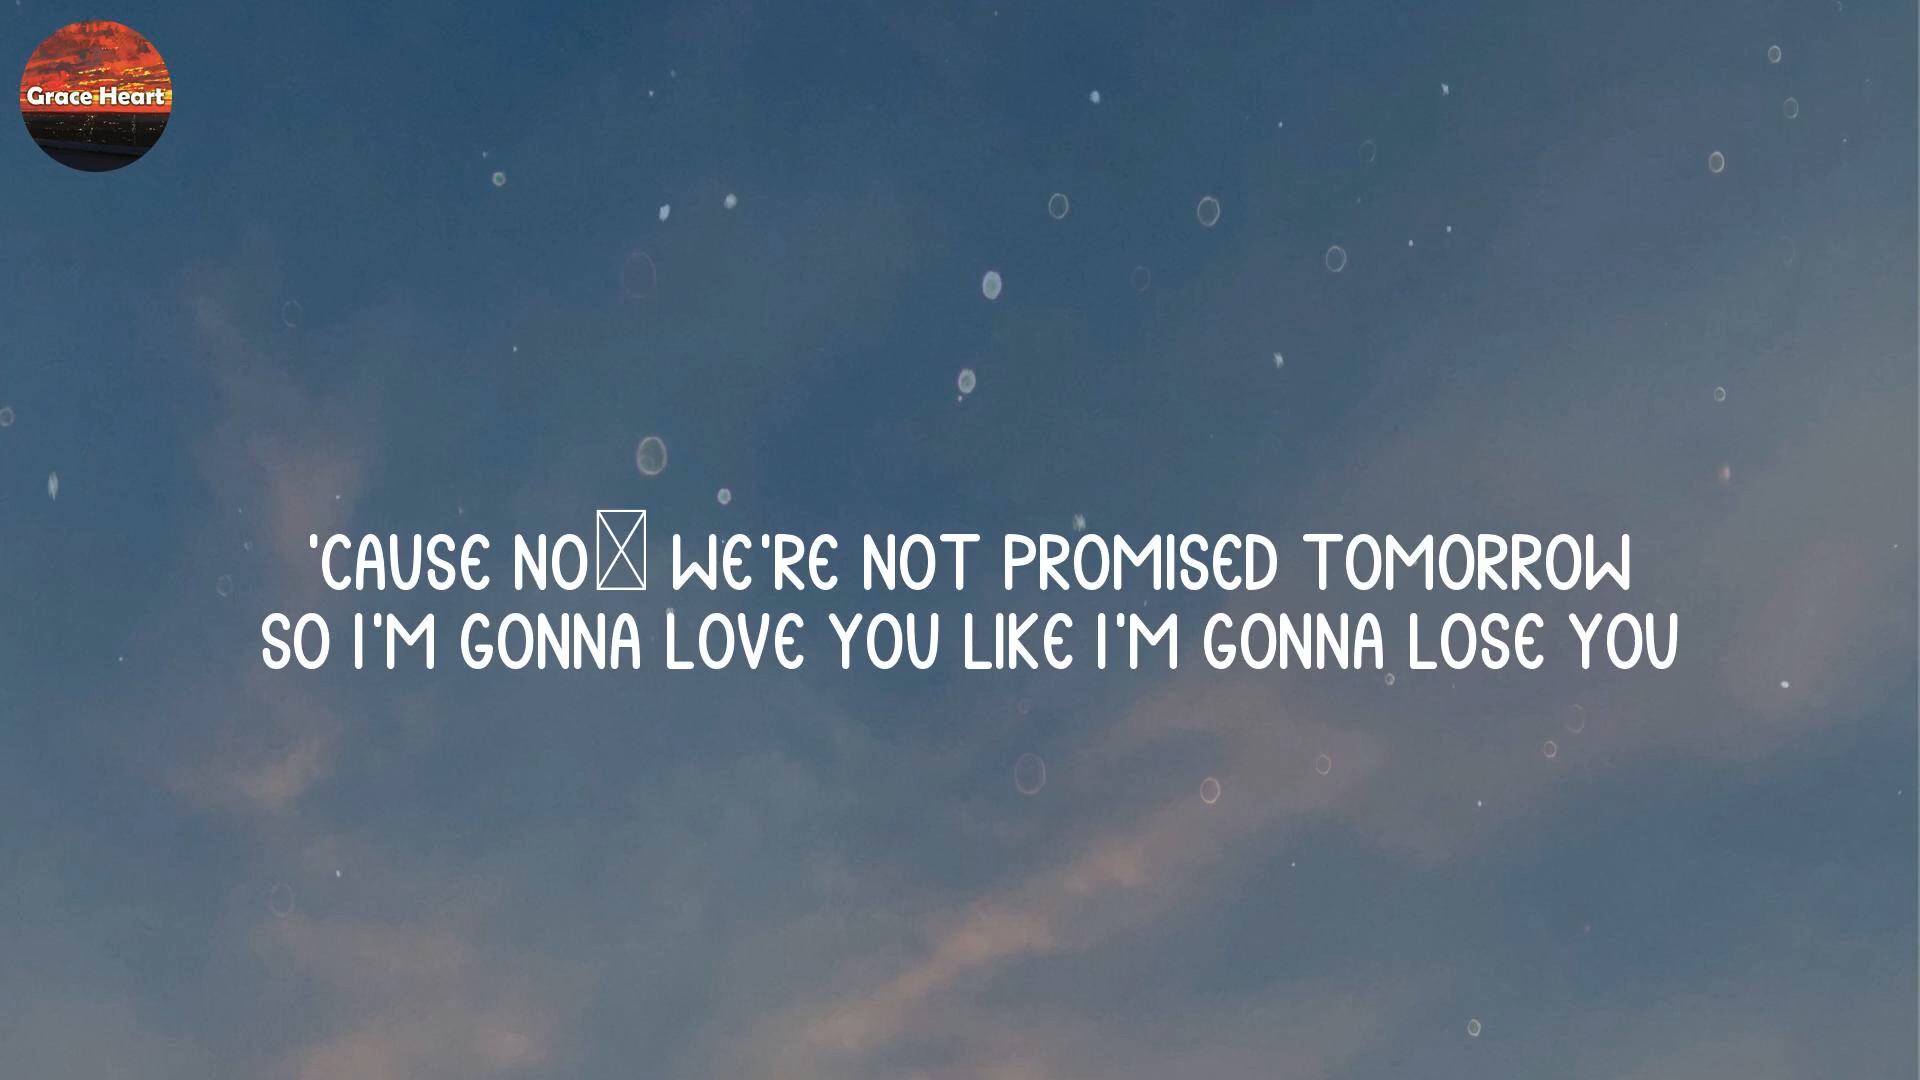 Grace Heart
'CAUSE NO☒ WE'RE NOT PROMISED TOMORROW
SO I'M GONNA LOVE YOU LIKE I'M GONNA LOSE YOU